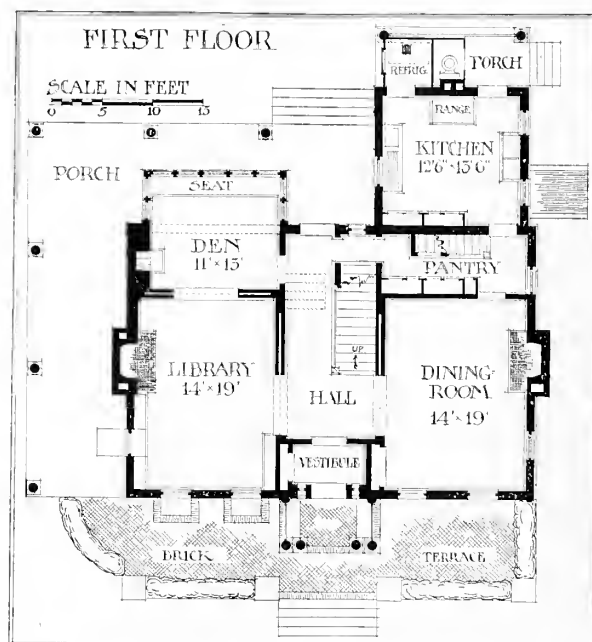 FIRST FLOOR
SCALE IN FEET
0 5 10 15
REFRIG.
PORCH
RANGE
KITCHEN
12'6" × 13'6"
PORCH
SEAT
DEN
11' × 15'
PANTRY
UP
LIBRARY
14' × 19'
HALL
DINING-
ROOM
14' × 19'
VESTIBULE
BRICK
TERRACE